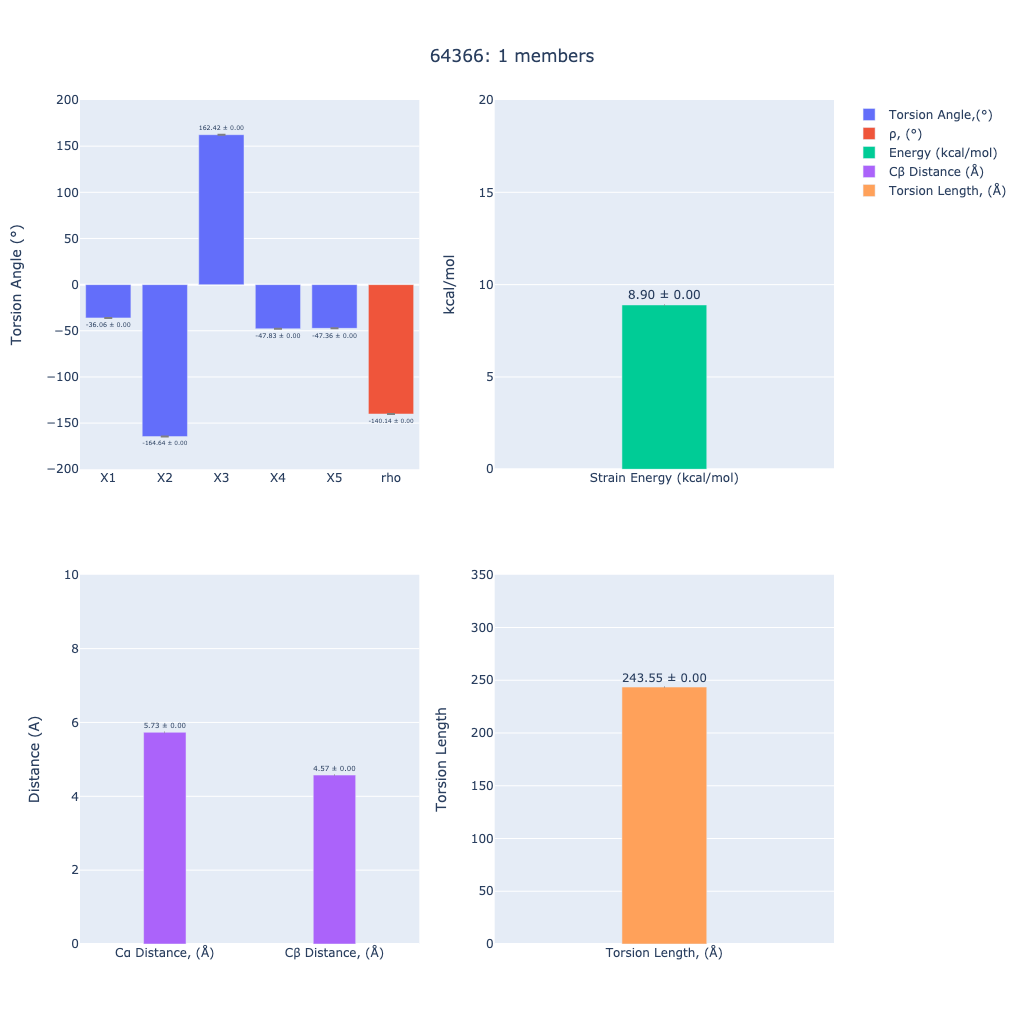 64366: 1 members
Torsion Angle (°)
200
150
100
50
0
−50
−100
−150
−200
162.42 ± 0.00
-36.06 ± 0.00
-47.83 ± 0.00
-47.36 ± 0.00
-140.14 ± 0.00
-164.64 ± 0.00
X1 X2 X3 X4 X5 rho
kcal/mol
20
15
10
5
0
8.90 ± 0.00
Strain Energy (kcal/mol)
Torsion Angle,(°)
ρ, (°)
Energy (kcal/mol)
Cβ Distance (Å)
Torsion Length, (Å)
Distance (A)
10
8
6
4
2
0
5.73 ± 0.00
4.57 ± 0.00
Cα Distance, (Å) Cβ Distance, (Å)
Torsion Length
350
300
250
200
150
100
50
0
243.55 ± 0.00
Torsion Length, (Å)